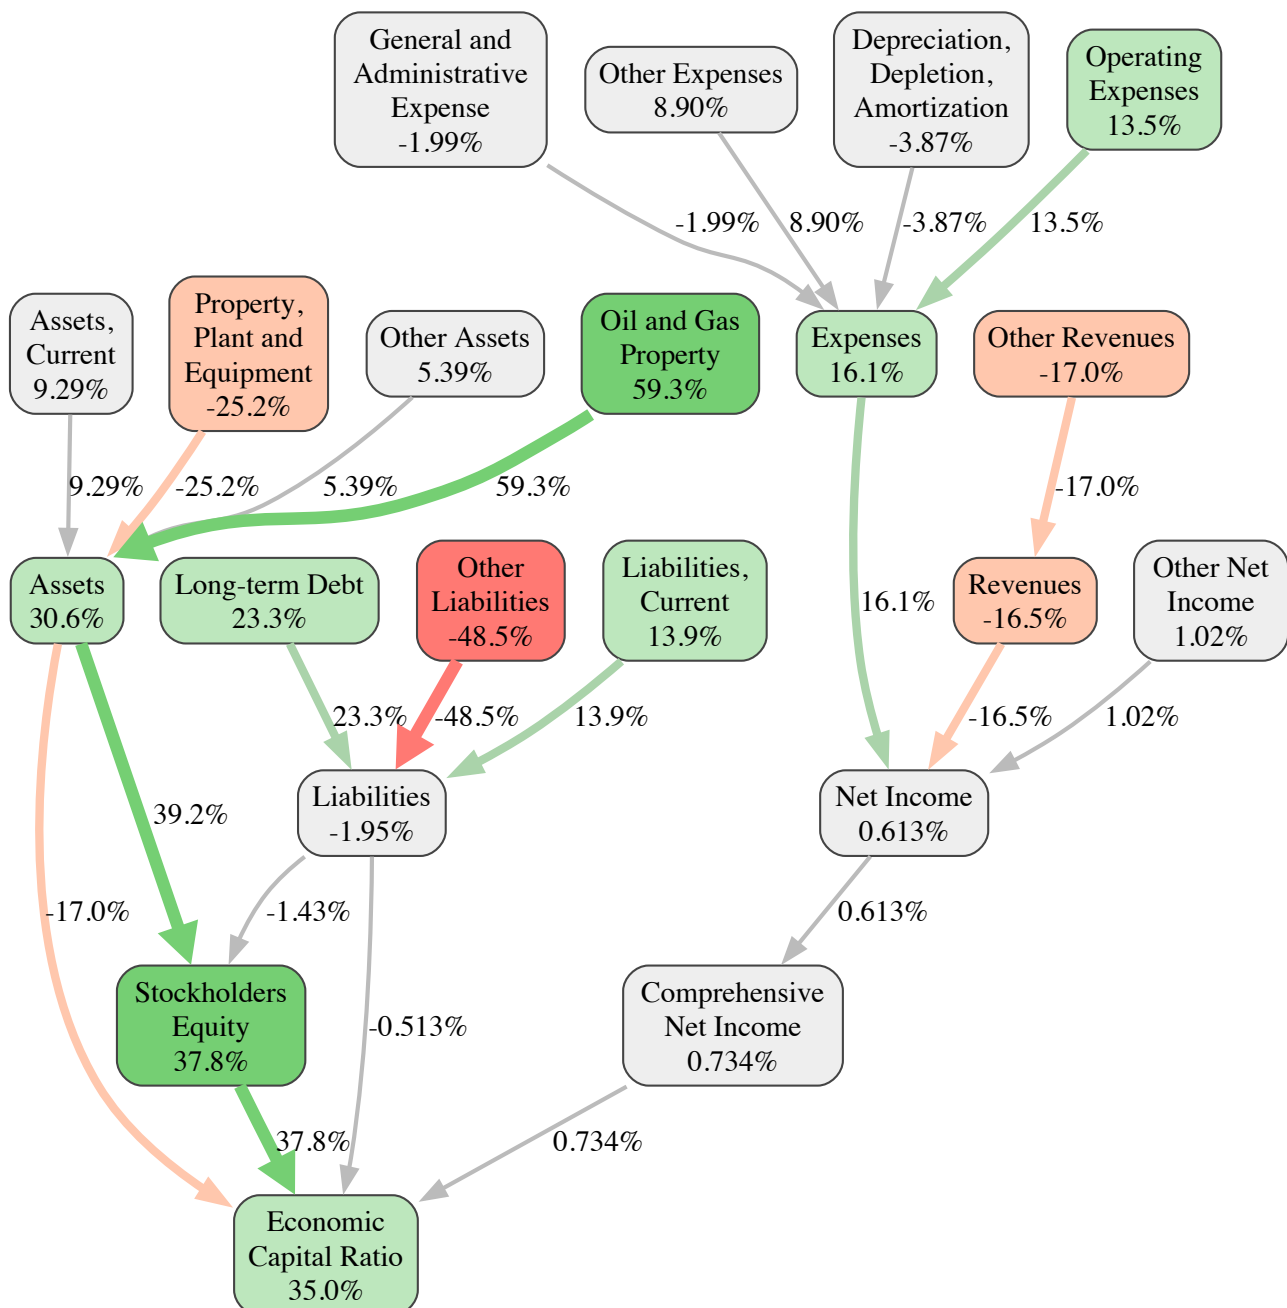 General and
Administrative
Expense
-1.99%
Other Expenses
8.90%
Depreciation,
Depletion,
Amortization
-3.87%
Operating
Expenses
13.5%
-1.99%
8.90%
-3.87%
13.5%
Assets,
Current
9.29%
Property,
Plant and
Equipment
-25.2%
Other Assets
5.39%
Oil and Gas
Property
59.3%
Expenses
16.1%
Other Revenues
-17.0%
9.29%
-25.2%
5.39%
59.3%
-17.0%
Assets
30.6%
Long-term Debt
23.3%
Other
Liabilities
-48.5%
Liabilities,
Current
13.9%
16.1%
Revenues
-16.5%
Other Net
Income
1.02%
23.3%
-48.5%
13.9%
-16.5%
1.02%
39.2%
Liabilities
-1.95%
Net Income
0.613%
-17.0%
-1.43%
0.613%
Stockholders
Equity
37.8%
-0.513%
Comprehensive
Net Income
0.734%
37.8%
0.734%
Economic
Capital Ratio
35.0%